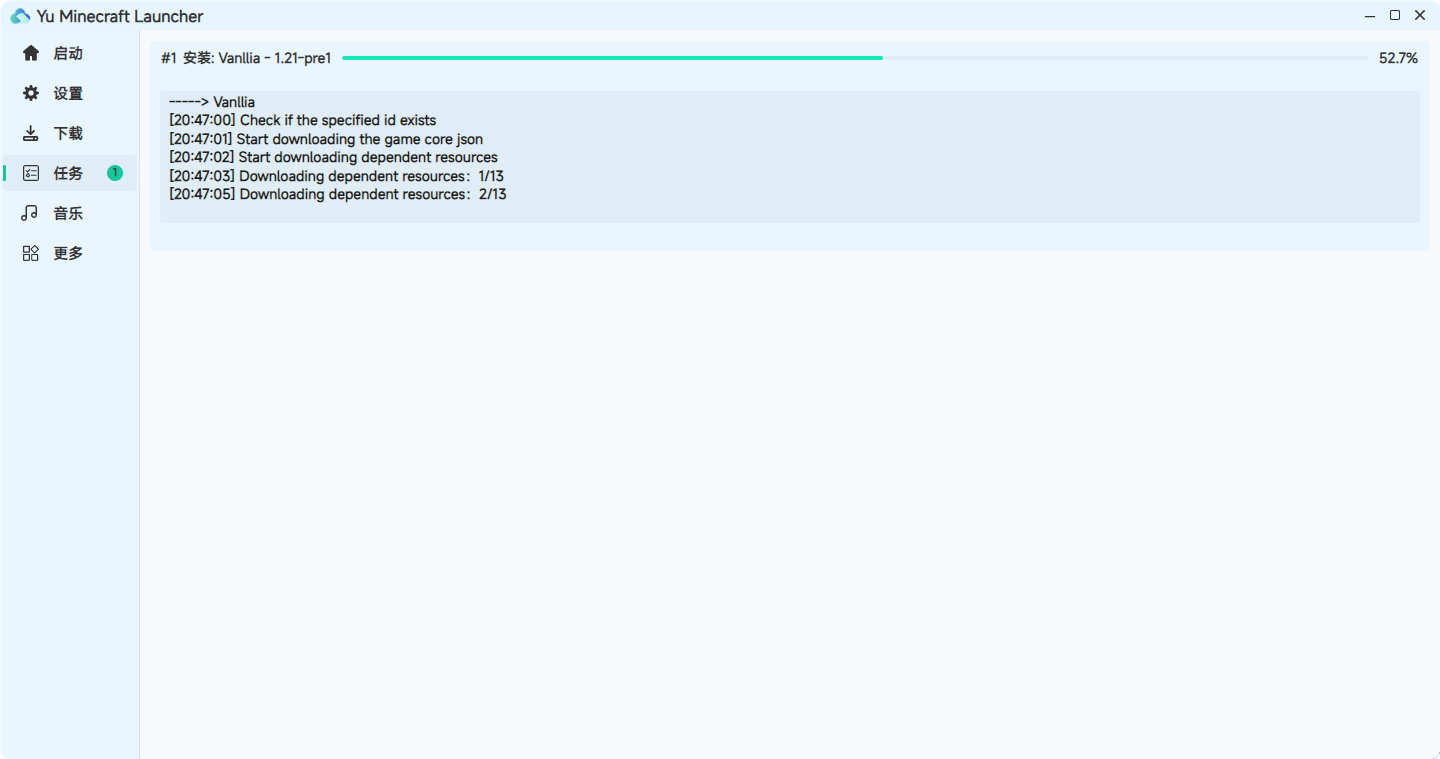 Yu Minecraft Launcher
启动
设置
下载
任务 1
音乐
更多
#1 安装: Vanllia - 1.21-pre1 52.7%
-----> Vanllia
[20:47:00] Check if the specified id exists
[20:47:01] Start downloading the game core json
[20:47:02] Start downloading dependent resources
[20:47:03] Downloading dependent resources：1/13
[20:47:05] Downloading dependent resources：2/13